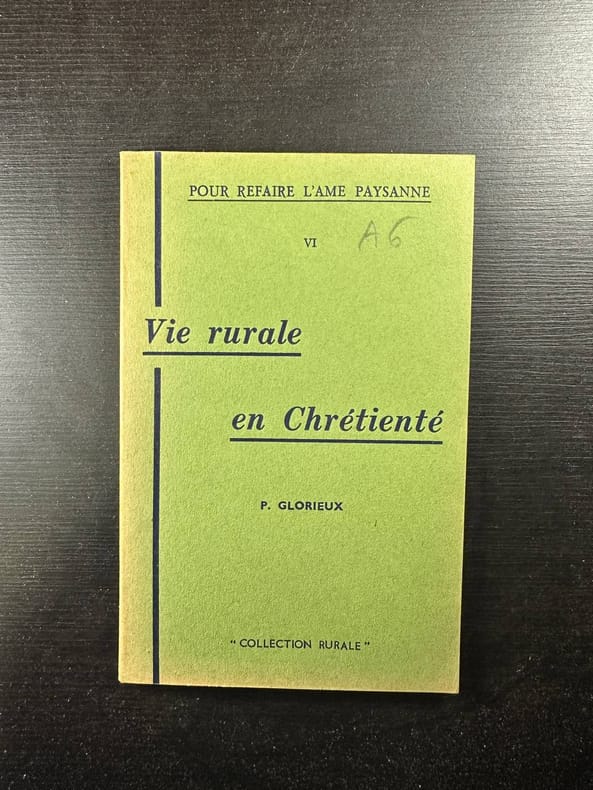 POUR REFAIRE L'AME PAYSANNE
VI A6
Vie rurale
en Chrétienté
P. GLORIEUX
"COLLECTION RURALE"